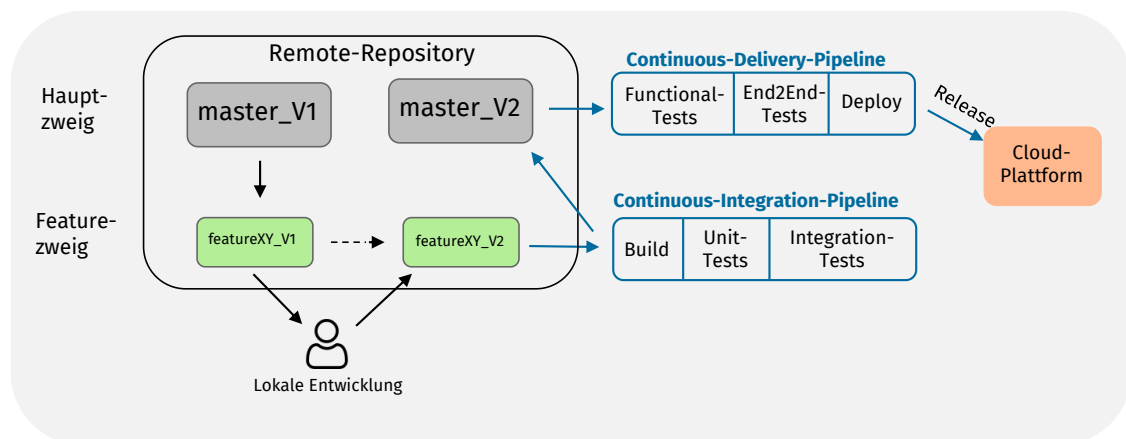 Remote-Repository
Continuous-Delivery-Pipeline
Haupt-
zweig
master_V1
master_V2
Functional-
Tests
End2End-
Tests
Deploy
Release
Cloud-
Plattform
Continuous-Integration-Pipeline
Feature-
zweig
featureXY_V1
featureXY_V2
Build
Unit-
Tests
Integration-
Tests
Lokale Entwicklung